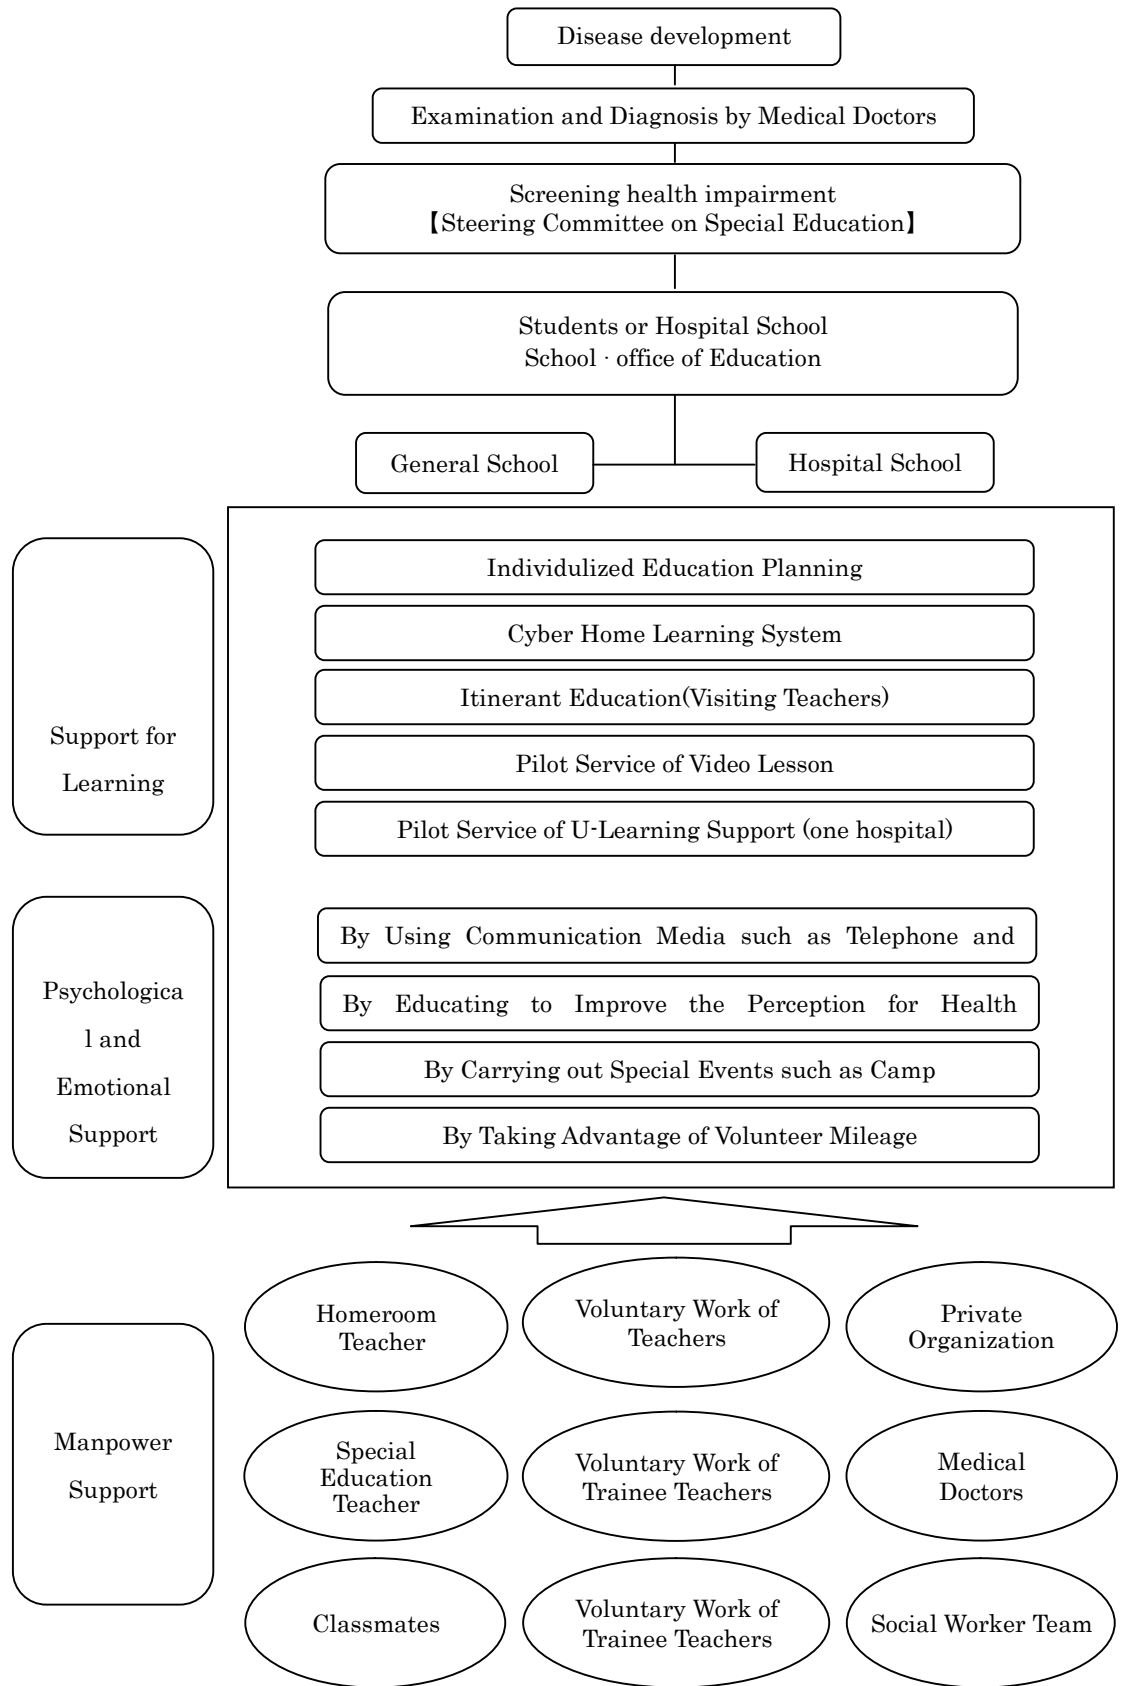 Disease development
Examination and Diagnosis by Medical Doctors
Screening health impairment
【Steering Committee on Special Education】
Students or Hospital School
School · office of Education
General School
Hospital School
Support for
Learning
Individulized Education Planning
Cyber Home Learning System
Itinerant Education(Visiting Teachers)
Pilot Service of Video Lesson
Pilot Service of U-Learning Support (one hospital)
Psychologica
l and
Emotional
Support
By Using Communication Media such as Telephone and
By Educating to Improve the Perception for Health
By Carrying out Special Events such as Camp
By Taking Advantage of Volunteer Mileage
Manpower
Support
Homeroom
Teacher
Voluntary Work of
Teachers
Private
Organization
Special
Education
Teacher
Voluntary Work of
Trainee Teachers
Medical
Doctors
Classmates
Voluntary Work of
Trainee Teachers
Social Worker Team